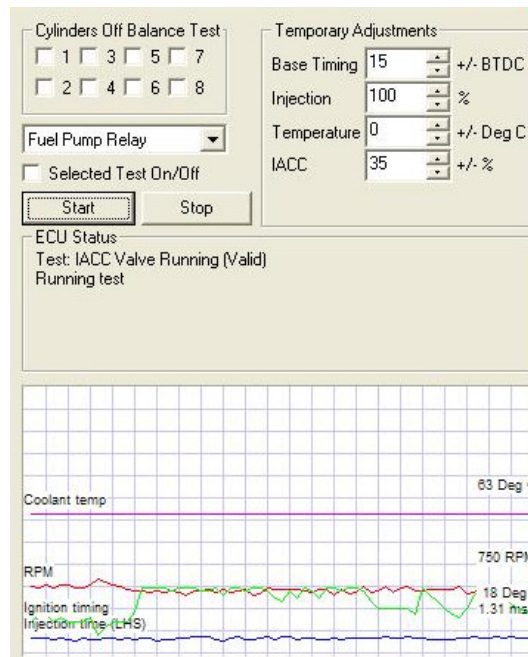 Cylinders Off Balance Test
1 3 5 7
2 4 6 8
Fuel Pump Relay
Selected Test On/Off
Start Stop
Temporary Adjustments
Base Timing 15 +/- BTDC
Injection 100 %
Temperature 0 +/- Deg C
IACC 35 +/- %
ECU Status
Test: IACC Valve Running (Valid)
Running test
63 Deg
Coolant temp
750 RPM
RPM
18 Deg
Ignition timing
1.31 ms
Injection time (LHS)